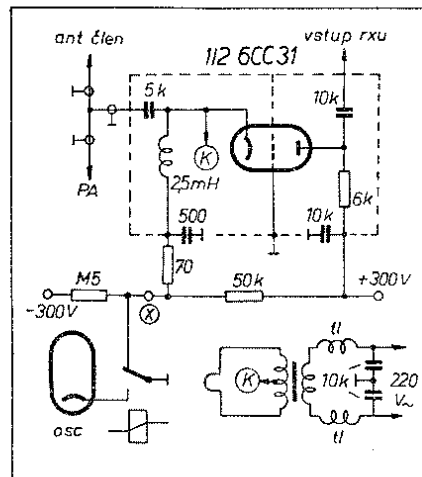 ant člen
vstup rxu
1/2 6CC31
5k
10k
K
2,5mH
6k
500
10k
PA
70
M5
50k
+300V
-300V
X
tl
K
10k
220
V~
osc
tl